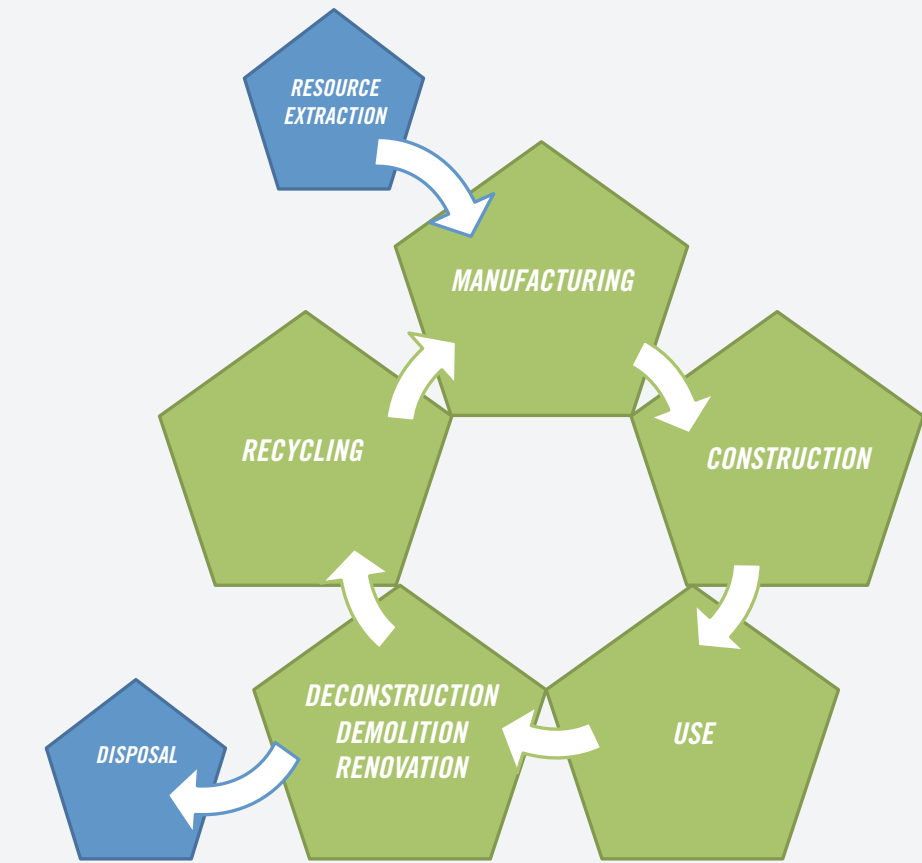 RESOURCE
EXTRACTION
MANUFACTURING
RECYCLING
CONSTRUCTION
DECONSTRUCTION
DEMOLITION
RENOVATION
USE
DISPOSAL